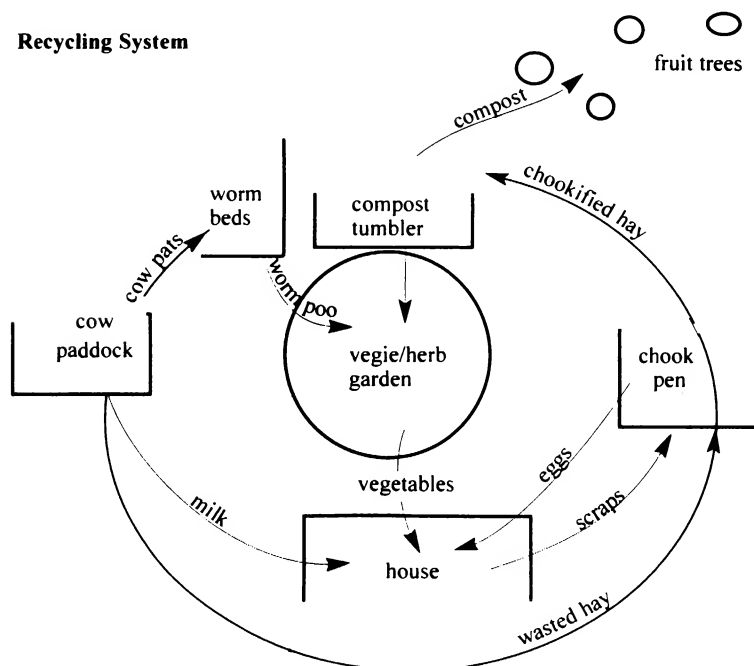 Recycling System
fruit trees
compost
chookified hay
worm
beds
compost
tumbler
cow pats
worm poo
cow
paddock
vegie/herb
garden
chook
pen
eggs
vegetables
scraps
milk
house
wasted hay